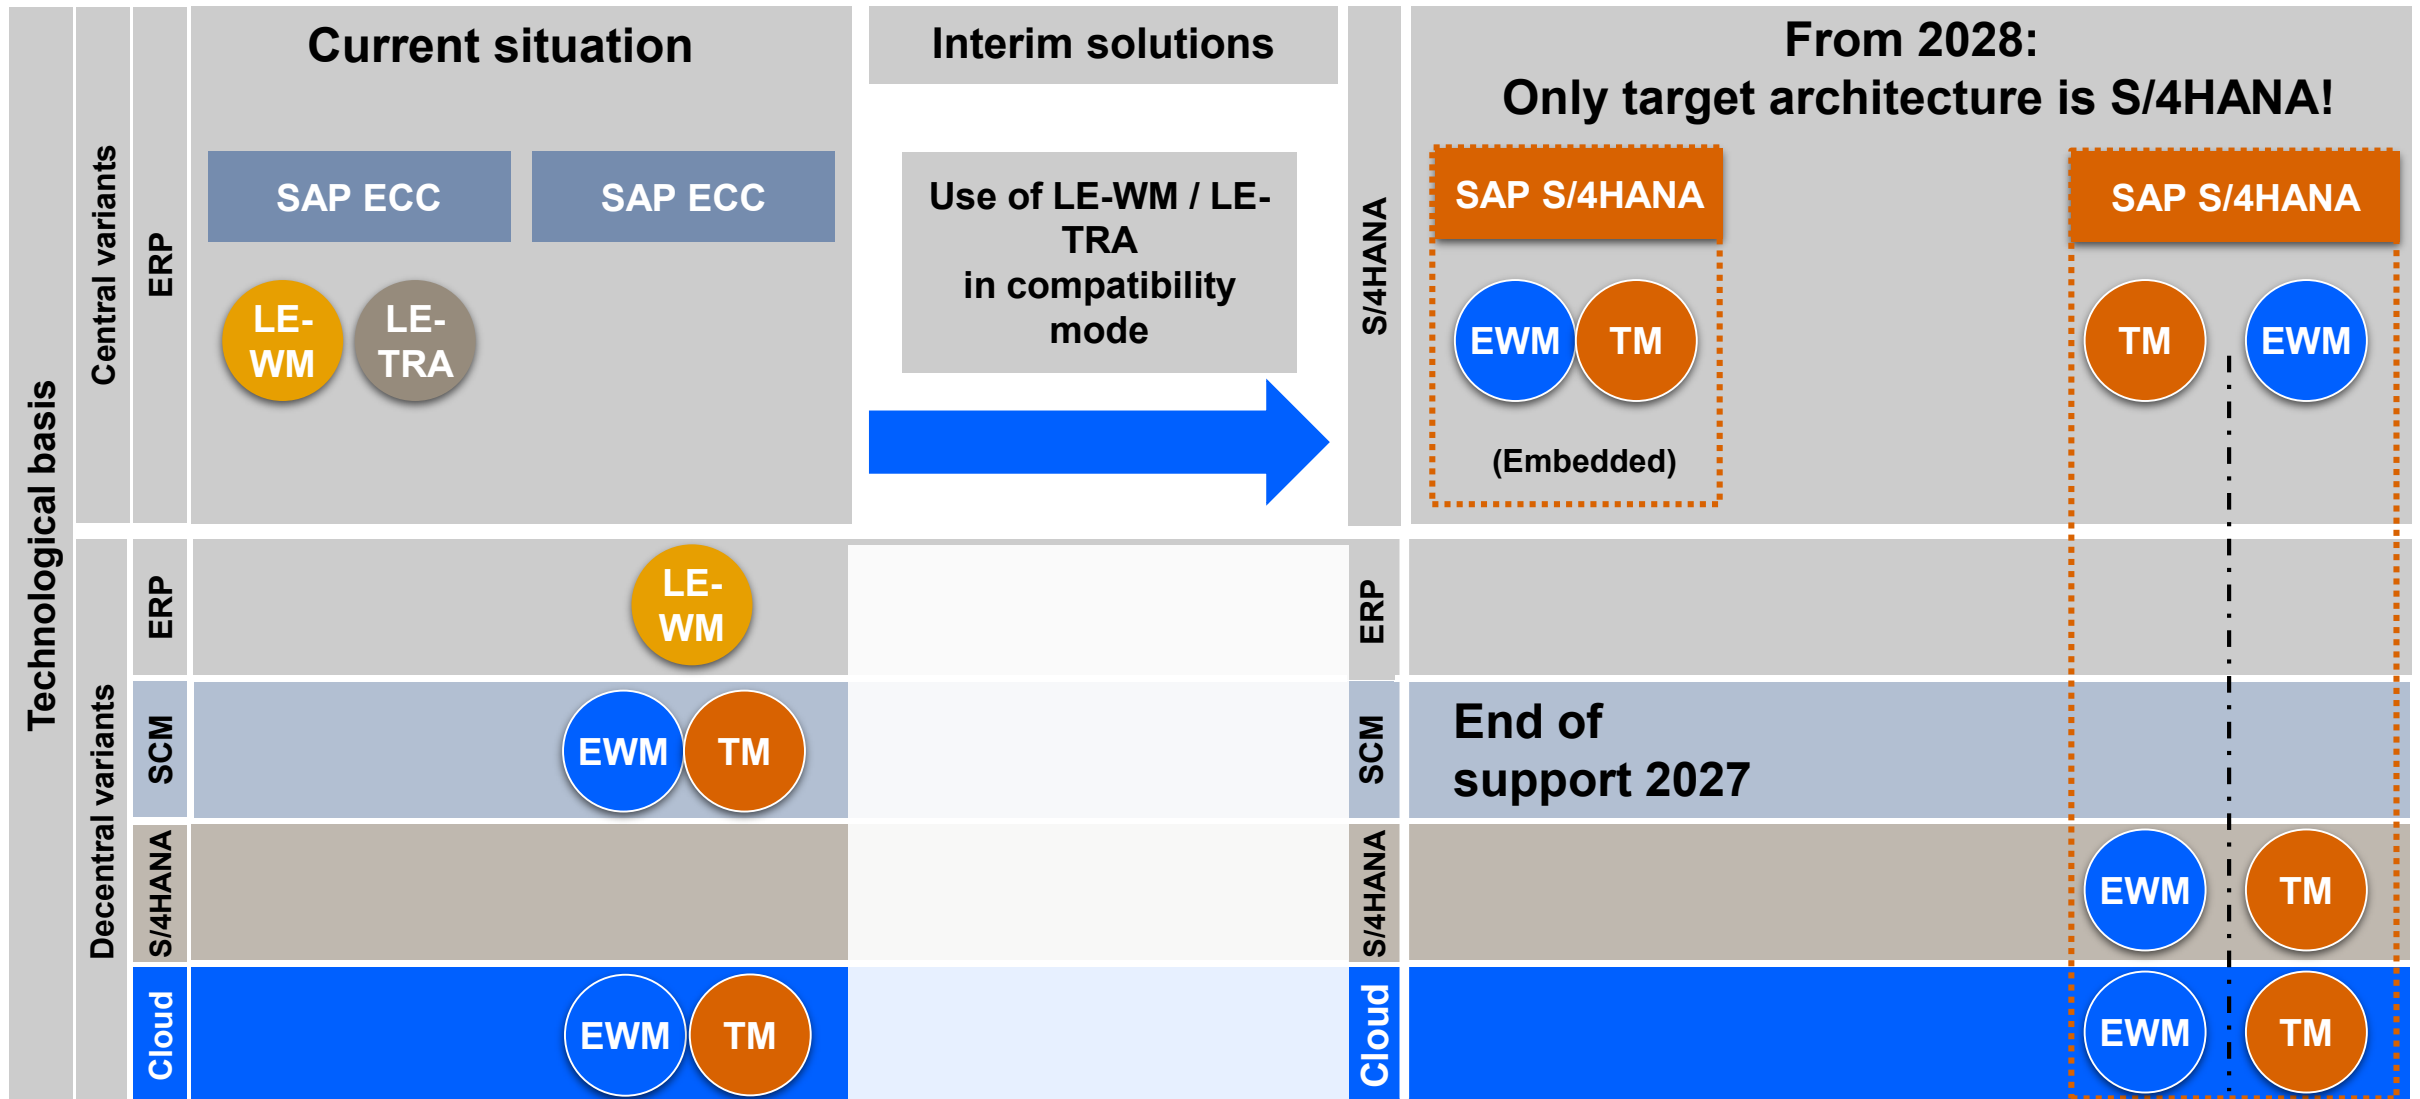 Technological basis
Central variants
ERP
Current situation
SAP ECC
SAP ECC
LE-
WM
LE-
TRA
Interim solutions
Use of LE-WM / LE-
TRA
in compatibility
mode
S/4HANA
From 2028:
Only target architecture is S/4HANA!
SAP S/4HANA
EWM
TM
(Embedded)
SAP S/4HANA
TM
EWM
Decentral variants
ERP
LE-
WM
ERP
SCM
EWM
TM
SCM
End of
support 2027
S/4HANA
S/4HANA
EWM
TM
Cloud
EWM
TM
Cloud
EWM
TM